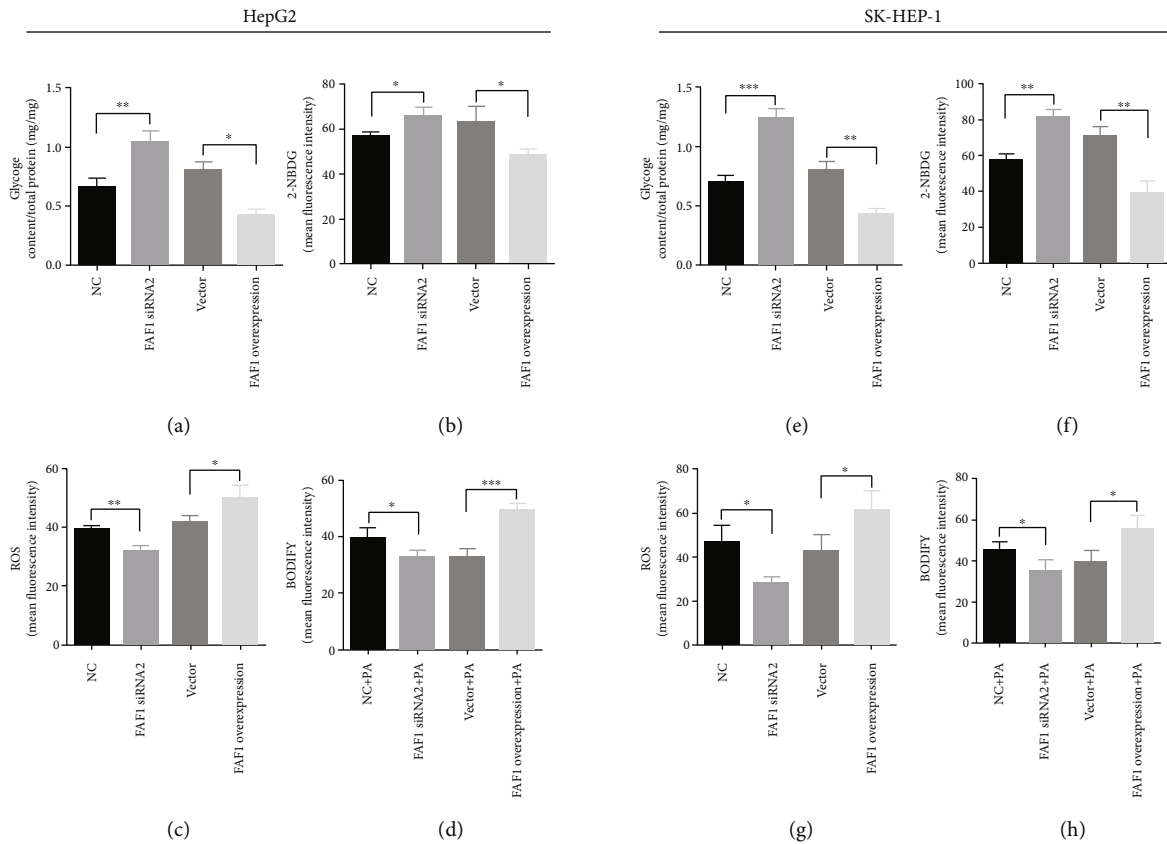 HepG2
SK-HEP-1
Glycoge
content/total protein (mg/mg)
1.5
1.0
0.5
0.0
**
*
NC
FAF1 siRNA2
Vector
FAF1 overexpression
(a)
2-NBDG
(mean fluorescence intensity)
80
60
40
20
0
*
*
NC
FAF1 siRNA2
Vector
FAF1 overexpression
(b)
Glycoge
content/total protein (mg/mg)
1.5
1.0
0.5
0.0
***
**
NC
FAF1 siRNA2
Vector
FAF1 overexpression
(e)
2-NBDG
(mean fluorescence intensity)
100
80
60
40
20
0
**
**
NC
FAF1 siRNA2
Vector
FAF1 overexpression
(f)
ROS
(mean fluorescence intensity)
60
40
20
0
**
*
NC
FAF1 siRNA2
Vector
FAF1 overexpression
(c)
BODIFY
(mean fluorescence intensity)
60
40
20
0
*
***
NC+PA
FAF1 siRNA2+PA
Vector+PA
FAF1 overexpression+PA
(d)
ROS
(mean fluorescence intensity)
80
60
40
20
0
*
*
NC
FAF1 siRNA2
Vector
FAF1 overexpression
(g)
BODIFY
(mean fluorescence intensity)
80
60
40
20
0
*
*
NC+PA
FAF1 siRNA2+PA
Vector+PA
FAF1 overexpression+PA
(h)